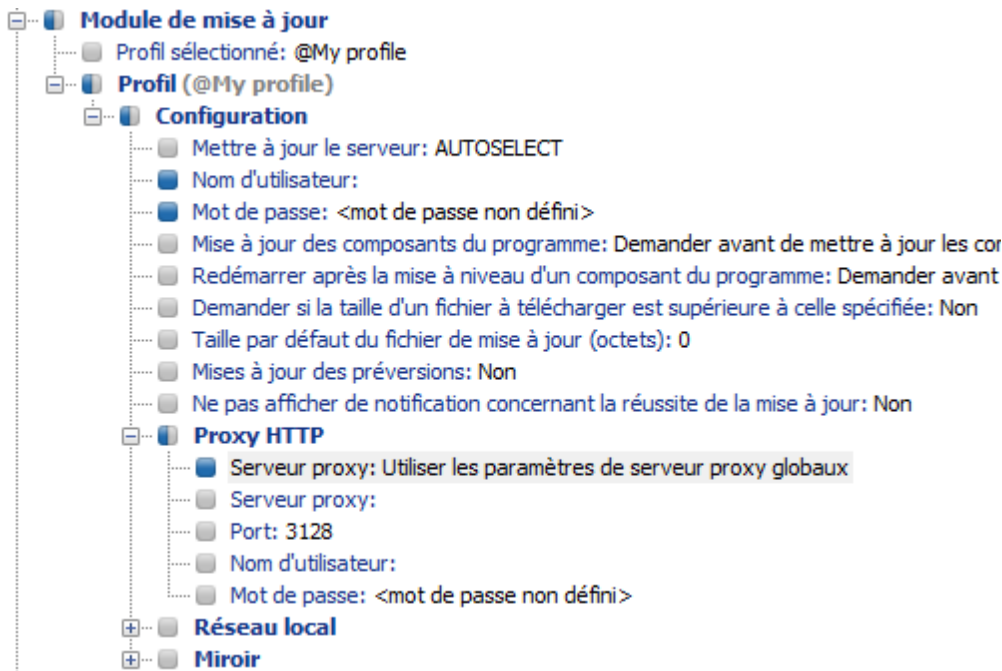 Module de mise à jour
Profil sélectionné: @My profile
Profil (@My profile)
Configuration
Mettre à jour le serveur: AUTOSELECT
Nom d'utilisateur:
Mot de passe: <mot de passe non défini>
Mise à jour des composants du programme: Demander avant de mettre à jour les
Redémarrer après la mise à niveau d'un composant du programme: Demander avant
Demander si la taille d'un fichier à télécharger est supérieure à celle spécifiée: Non
Taille par défaut du fichier de mise à jour (octets): 0
Mises à jour des préversions: Non
Ne pas afficher de notification concernant la réussite de la mise à jour: Non
Proxy HTTP
Serveur proxy: Utiliser les paramètres de serveur proxy globaux
Serveur proxy:
Port: 3128
Nom d'utilisateur:
Mot de passe: <mot de passe non défini>
Réseau local
Miroir